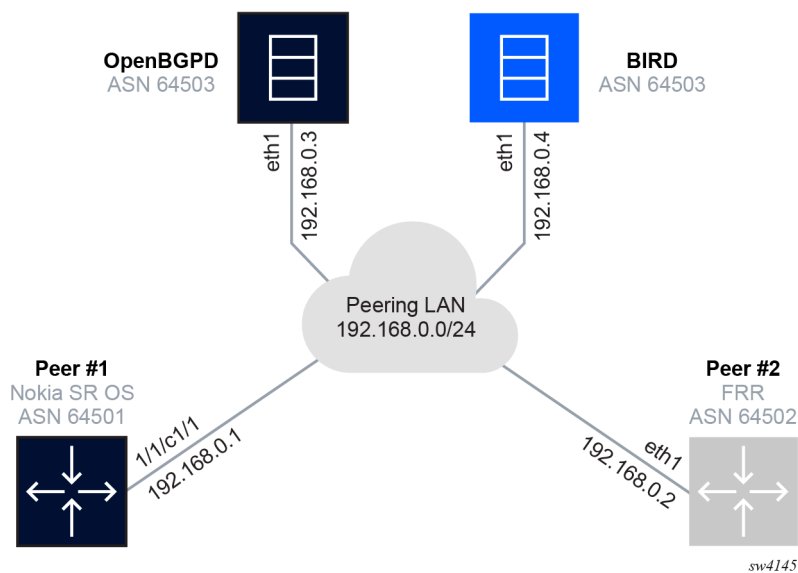 OpenBGPD
ASN 64503
eth1
192.168.0.3
BIRD
ASN 64503
eth1
192.168.0.4
Peering LAN
192.168.0.0/24
Peer #1
Nokia SR OS
ASN 64501
1/1/c1/1
192.168.0.1
Peer #2
FRR
ASN 64502
eth1
192.168.0.2
sw4145